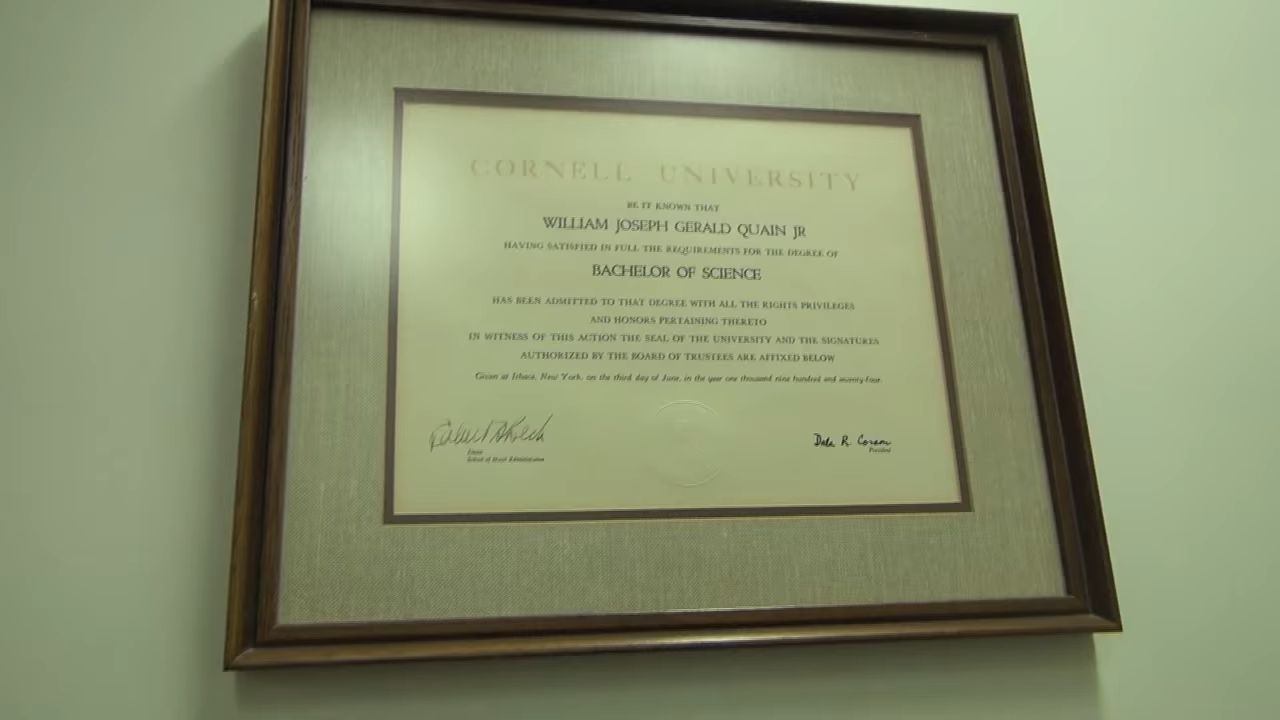 CORNELL UNIVERSITY
BE IT KNOWN THAT
WILLIAM JOSEPH GERALD QUAIN JR
HAVING SATISFIED IN FULL THE REQUIREMENTS FOR THE DEGREE OF
BACHELOR OF SCIENCE
HAS BEEN ADMITTED TO THAT DEGREE WITH ALL THE RIGHTS PRIVILEGES
AND HONORS PERTAINING THERETO
IN WITNESS OF THIS ACTION THE SEAL OF THE UNIVERSITY AND THE SIGNATURES
AUTHORIZED BY THE BOARD OF TRUSTEES ARE AFFIXED BELOW
Given at Ithaca, New York, on the third day of June, in the year one thousand nine hundred and seventy-four.
Dale R. Corson
President
School of Hotel Administration